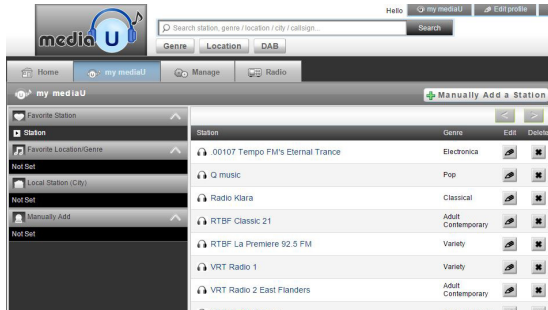 Hello my mediaU Edit profile
media U
Search station, genre / location / city / callsign...
Search
Genre Location DAB
Home my mediaU Manage Radio
my mediaU Manually Add a Station
Favorite Station < >
Station
Station Genre Edit Delete
Favorite Location/Genre
Not Set
Local Station (City)
Not Set
Manually Add
Not Set
.00107 Tempo FM's Eternal Trance Electronica
Q music Pop
Radio Klara Classical
RTBF Classic 21 Adult
Contemporary
RTBF La Premiere 92.5 FM Variety
VRT Radio 1 Variety
VRT Radio 2 East Flanders Adult
Contemporary